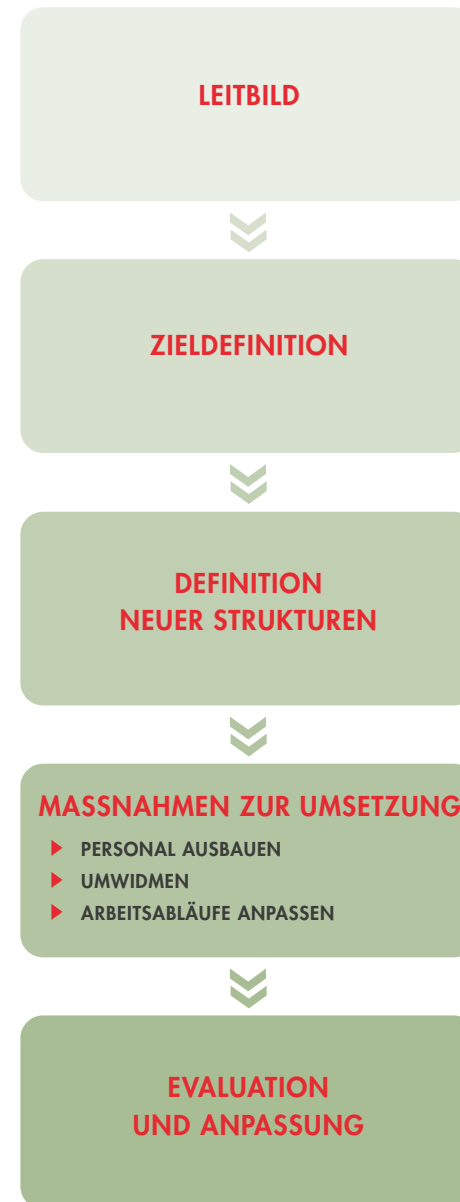 LEITBILD
ZIELDEFINITION
DEFINITION
NEUER STRUKTUREN
MASSNAHMEN ZUR UMSETZUNG
PERSONAL AUSBAUEN
UMWIDMEN
ARBEITSABLÄUFE ANPASSEN
EVALUATION
UND ANPASSUNG